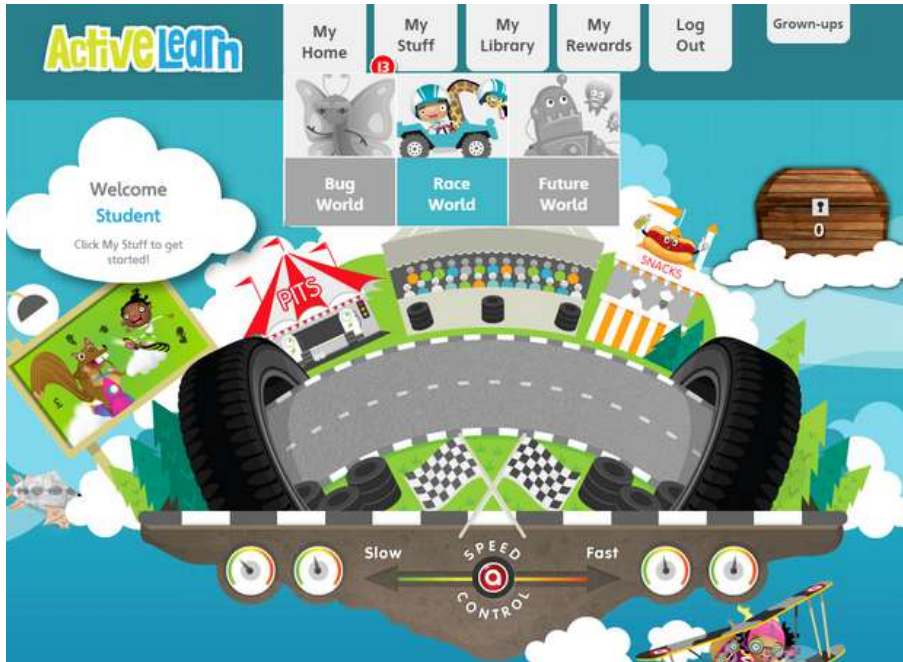 ActiveLearn
My
Home
My
Stuff
13
My
Library
My
Rewards
Log
Out
Grown-ups
Bug
World
Race
World
Future
World
Welcome
Student
Click My Stuff to get
started!
0
PITS
SNACKS
Slow
SPEED
Fast
a
CONTROL